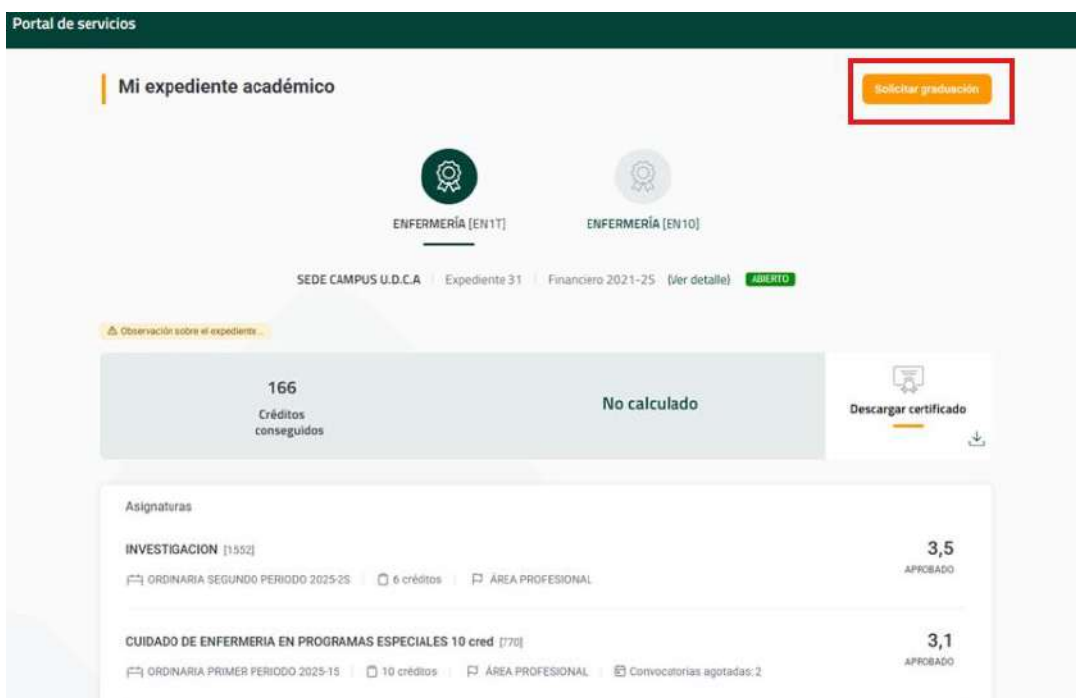 Portal de servicios
Mi expediente académico
Solicitar graduación
ENFERMERÍA [EN1T]
ENFERMERÍA [EN10]
SEDE CAMPUS U.D.C.A
Expediente 31
Financiero 2021-2S
(Ver detalle)
ABIERTO
Observación sobre el expediente...
166
Créditos
conseguidos
No calculado
Descargar certificado
Asignaturas
INVESTIGACION [1552]
3,5
APROBADO
ORDINARIA SEGUNDO PERIODO 2025-2S
6 créditos
ÁREA PROFESIONAL
CUIDADO DE ENFERMERIA EN PROGRAMAS ESPECIALES 10 cred [770]
3,1
APROBADO
ORDINARIA PRIMER PERIODO 2025-1S
10 créditos
ÁREA PROFESIONAL
Convocatorias agotadas: 2